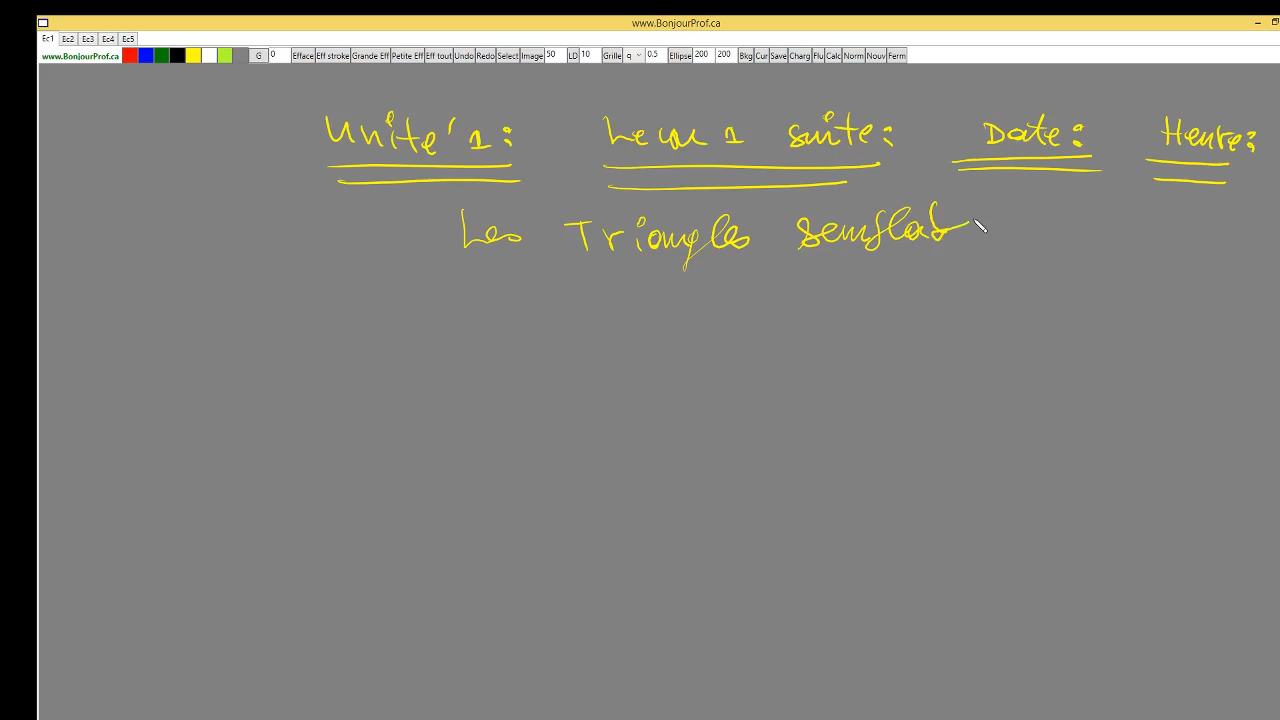 www.BonjourProf.ca
Ec1 Ec2 Ec3 Ec4 Ec5
www.BonjourProf.ca G 0 Efface Eff stroke Grande Eff Petite Eff Eff tout Undo Redo Select Image 50 LD 10 Grille q 0.5 Ellipse 200 200 Bkg Cur Save Charg Flu Calc Norm Nouv Ferm
Unité 1: Leçon 1 suite: Date: Heure:
Les Triangles